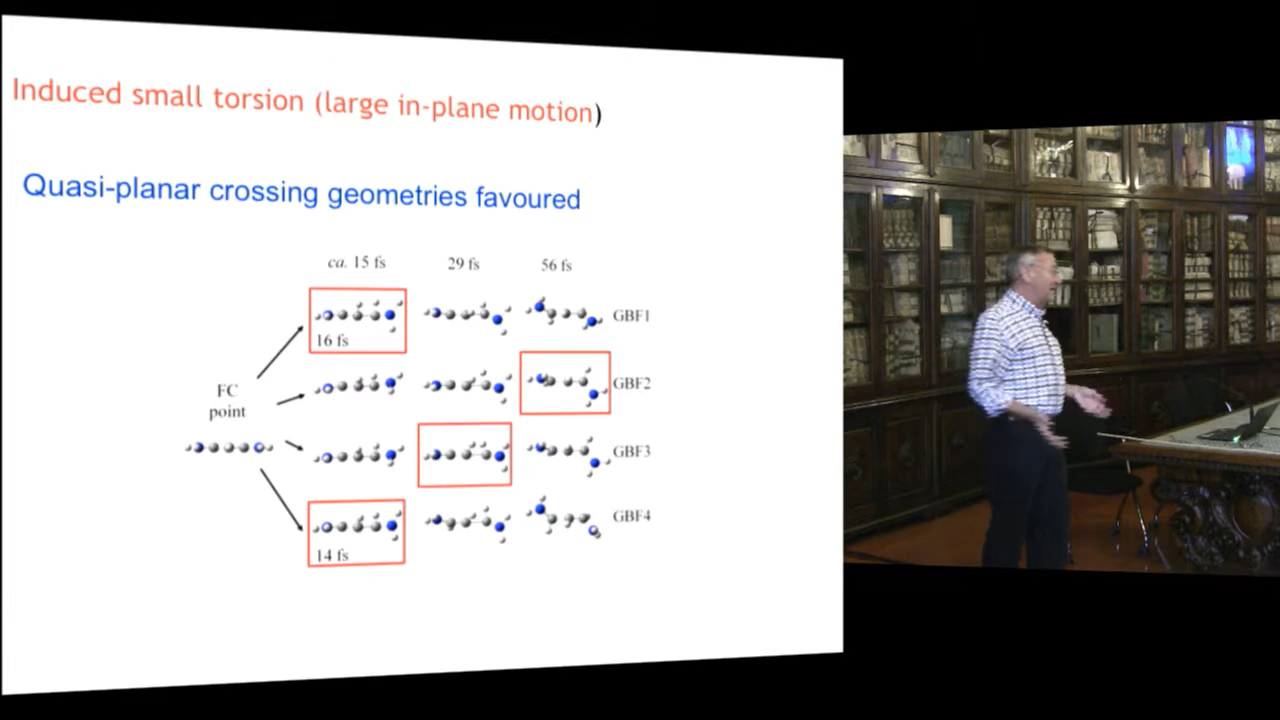 Induced small torsion (large in-plane motion)
Quasi-planar crossing geometries favoured
ca. 15 fs 29 fs 56 fs
16 fs
GBF1
FC
point
GBF2
GBF3
GBF4
14 fs